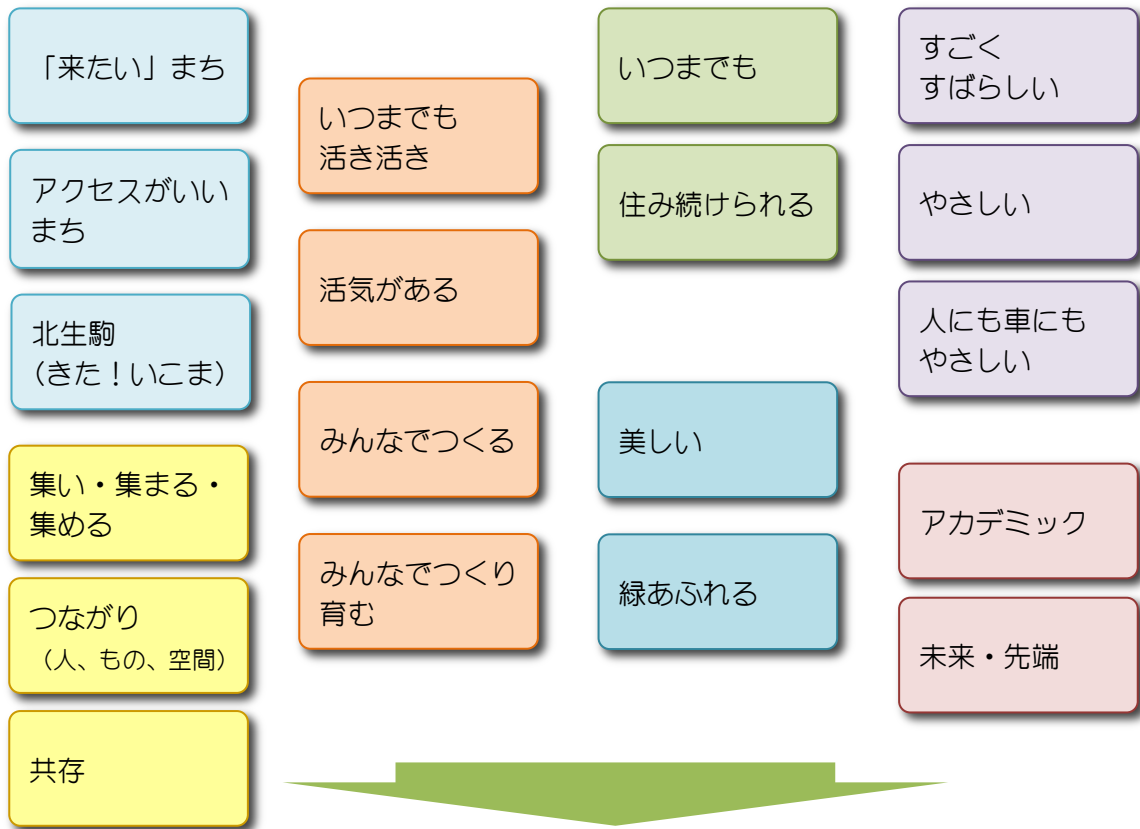 「来たい」まち
アクセスがいい
まち
北生駒
(きた！いこま)
集い・集まる・
集める
つながり
(人、もの、空間)
共存
いつまでも
活き活き
活気がある
みんなでつくる
みんなでつくり
育む
いつまでも
住み続けられる
美しい
緑あふれる
すごく
すばらしい
やさしい
人にも車にも
やさしい
アカデミック
未来・先端